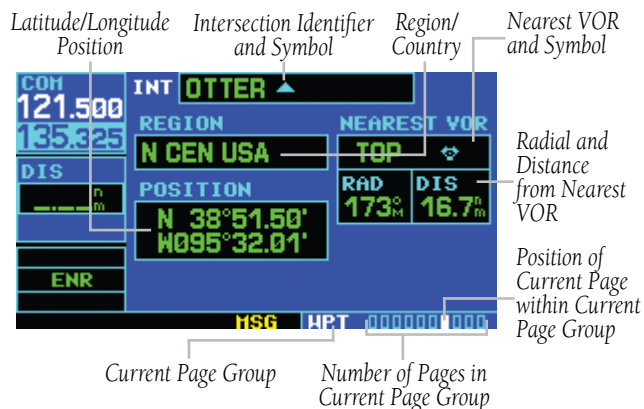 Latitude/Longitude
Position
Intersection Identifier
and Symbol
Region/
Country
Nearest VOR
and Symbol
COM
121.500
135.325
INT OTTER
REGION
N CEN USA
NEAREST VOR
TOP
DIS
__.__nm
POSITION
N 38°51.50'
W095°32.01'
RAD
173°M
DIS
16.7nm
Radial and
Distance
from Nearest
VOR
ENR
MSG
WPT
Position of
Current Page
within Current
Page Group
Current Page Group
Number of Pages in
Current Page Group